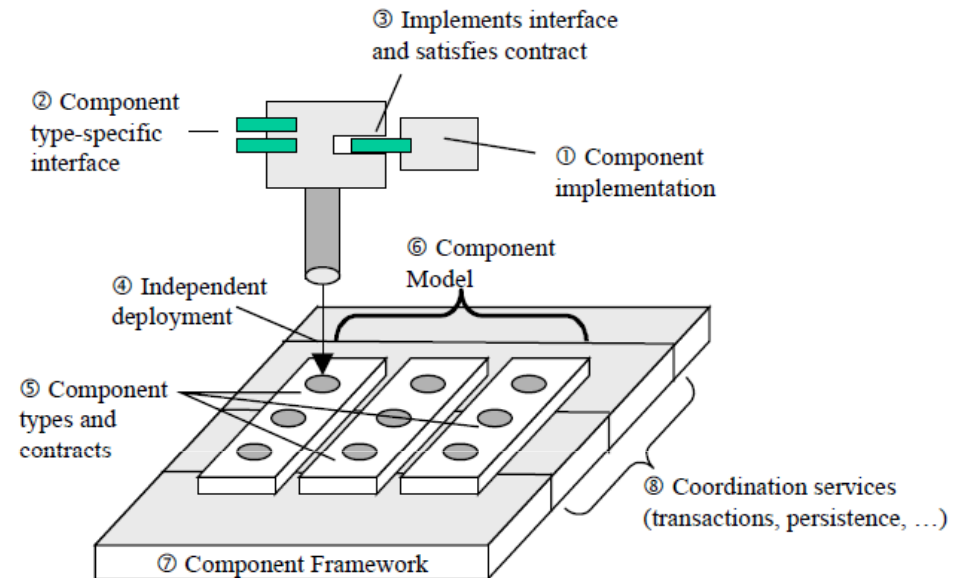 ③ Implements interface
and satisfies contract
② Component
type-specific
interface
① Component
implementation
⑥ Component
Model
④ Independent
deployment
⑤ Component
types and
contracts
⑧ Coordination services
(transactions, persistence, …)
⑦ Component Framework